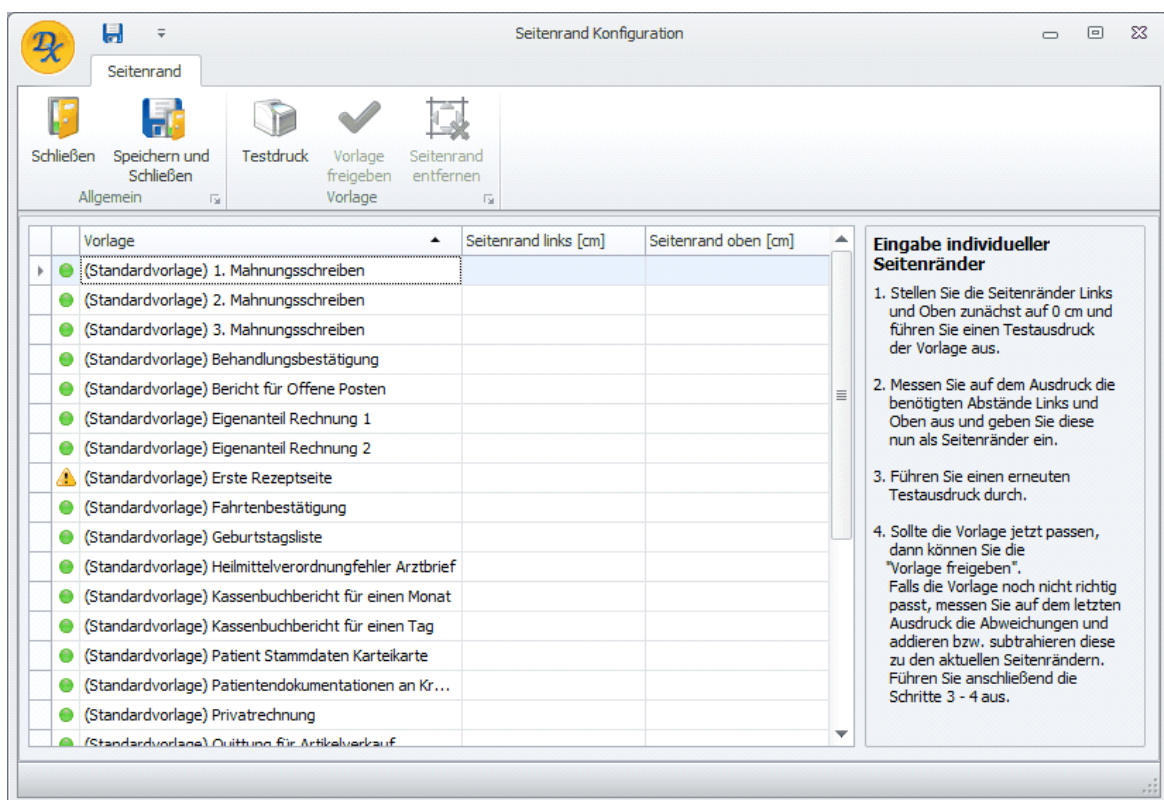 DX
Seitenrand Konfiguration
Seitenrand
Schließen
Speichern und
Schließen
Testdruck
Vorlage
freigeben
Seitenrand
entfernen
Allgemein
Vorlage
Vorlage
Seitenrand links [cm]
Seitenrand oben [cm]
(Standardvorlage) 1. Mahnungsschreiben
(Standardvorlage) 2. Mahnungsschreiben
(Standardvorlage) 3. Mahnungsschreiben
(Standardvorlage) Behandlungsbestätigung
(Standardvorlage) Bericht für Offene Posten
(Standardvorlage) Eigenanteil Rechnung 1
(Standardvorlage) Eigenanteil Rechnung 2
(Standardvorlage) Erste Rezeptseite
(Standardvorlage) Fahrtenbestätigung
(Standardvorlage) Geburtstagsliste
(Standardvorlage) Heilmittelverordnungfehler Arztbrief
(Standardvorlage) Kassenbuchbericht für einen Monat
(Standardvorlage) Kassenbuchbericht für einen Tag
(Standardvorlage) Patient Stammdaten Karteikarte
(Standardvorlage) Patientendokumentationen an Kr...
(Standardvorlage) Privatrechnung
(Standardvorlage) Quittung für Artikelverkauf
Eingabe individueller
Seitenränder
1. Stellen Sie die Seitenränder Links
und Oben zunächst auf 0 cm und
führen Sie einen Testausdruck
der Vorlage aus.
2. Messen Sie auf dem Ausdruck die
benötigten Abstände Links und
Oben aus und geben Sie diese
nun als Seitenränder ein.
3. Führen Sie einen erneuten
Testausdruck durch.
4. Sollte die Vorlage jetzt passen,
dann können Sie die
"Vorlage freigeben".
Falls die Vorlage noch nicht richtig
passt, messen Sie auf dem letzten
Ausdruck die Abweichungen und
addieren bzw. subtrahieren diese
zu den aktuellen Seitenrändern.
Führen Sie anschließend die
Schritte 3 - 4 aus.